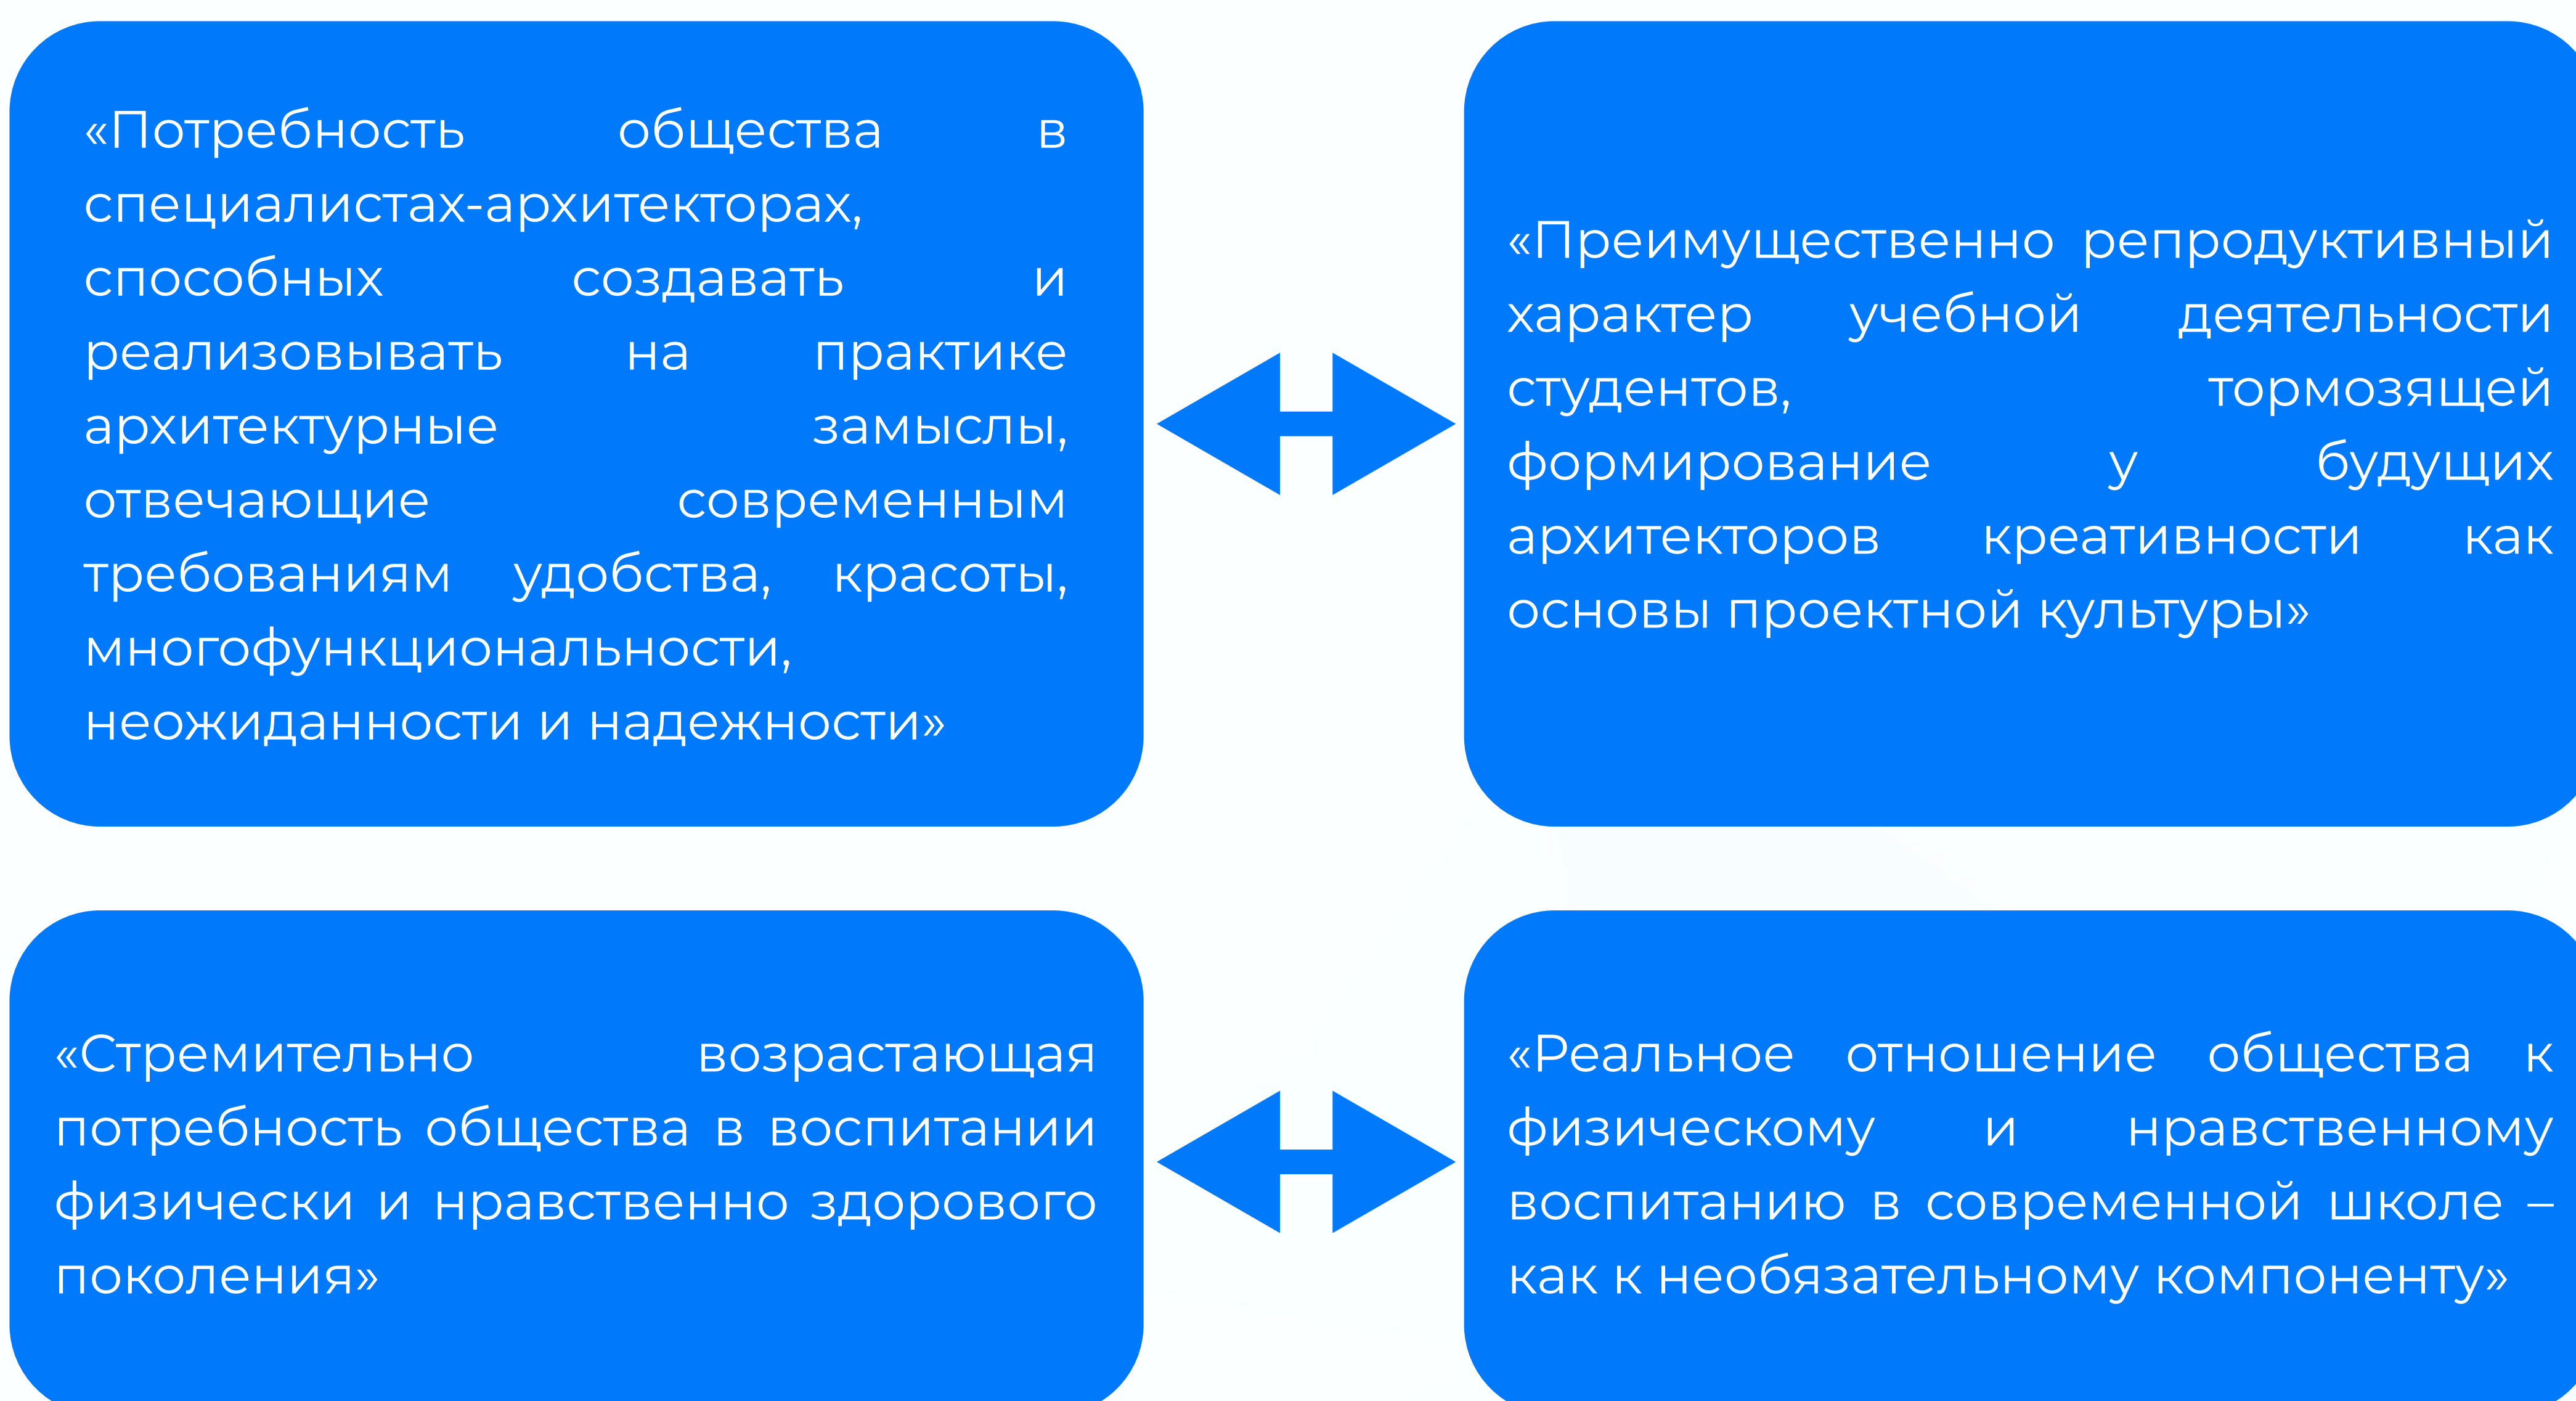 «Потребность общества в
специалистах-архитекторах,
способных создавать и
реализовывать на практике
архитектурные замыслы,
отвечающие современным
требованиям удобства, красоты,
многофункциональности,
неожиданности и надежности»
«Преимущественно репродуктивный
характер учебной деятельности
студентов, тормозящей
формирование у будущих
архитекторов креативности как
основы проектной культуры»
«Стремительно возрастающая
потребность общества в воспитании
физически и нравственно здорового
поколения»
«Реальное отношение общества к
физическому и нравственному
воспитанию в современной школе –
как к необязательному компоненту»